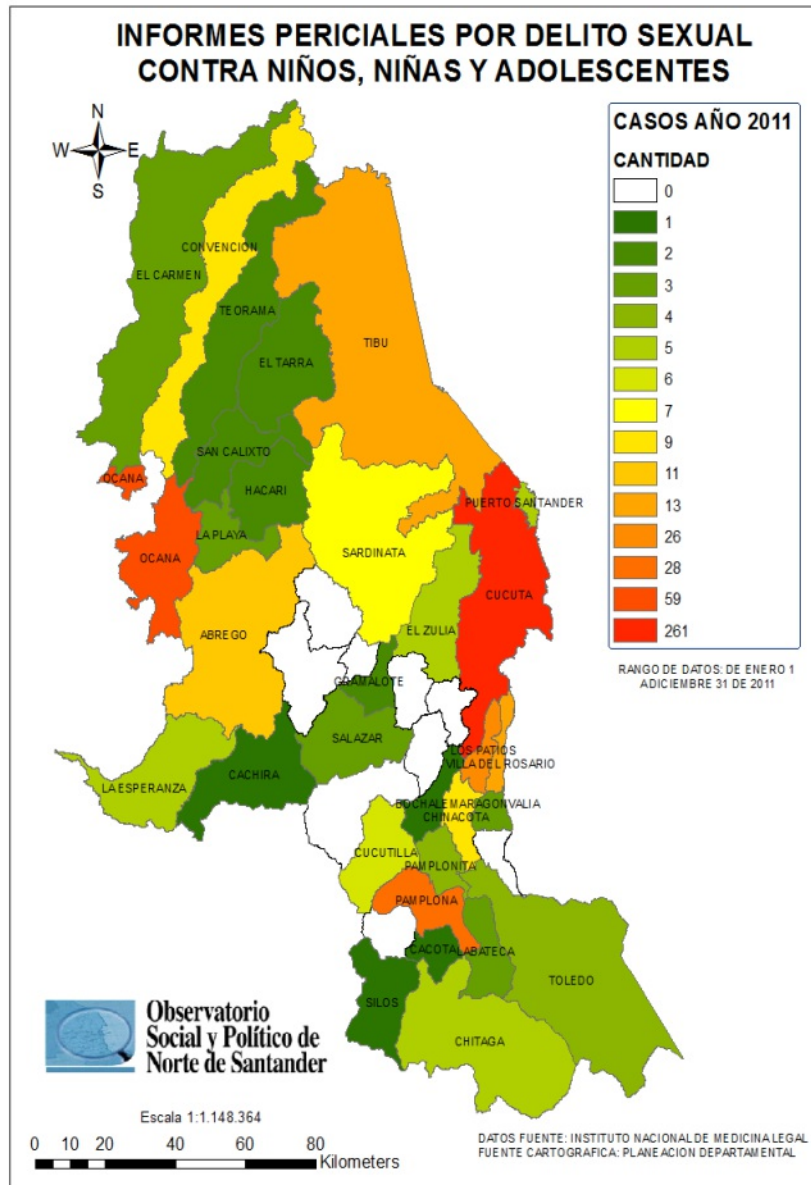 INFORMES PERICIALES POR DELITO SEXUAL
CONTRA NIÑOS, NIÑAS Y ADOLESCENTES
N
W E
S
CASOS AÑO 2011
CANTIDAD
0
1
2
3
4
5
6
7
9
11
13
26
28
59
261
RANGO DE DATOS: DE ENERO 1
ADICIEMBRE 31 DE 2011
CONVENCION
EL CARMEN
TEORAMA
TIBU
EL TARRA
SAN CALIXTO
OCANA
HACARI
PUERTO SANTANDER
LA PLAYA
OCANA
SARDINATA
CUCUTA
ABREGO
EL ZULIA
GRAMALOTE
SALAZAR
LOS PATIOS
VILLA DEL ROSARIO
LA ESPERANZA
CACHIRA
BOCHALEMA RAGONVALIA
CHINACOTA
CUCUTILLA
PAMPLONITA
PAMPLONA
CACOTA LABATECA
TOLEDO
SILOS
CHITAGA
Observatorio
Social y Político de
Norte de Santander
Escala 1:1.148.364
0 10 20 40 60 80
Kilometers
DATOS FUENTE: INSTITUTO NACIONAL DE MEDICINA LEGAL
FUENTE CARTOGRAFICA: PLANEACION DEPARTAMENTAL